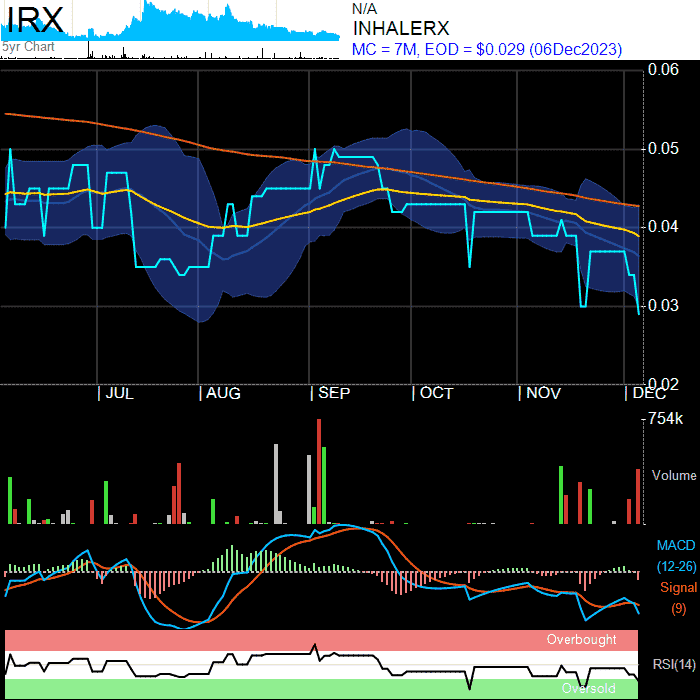 IRX
5yr Chart
N/A
INHALERX
MC = 7M, EOD = $0.029 (06Dec2023)
0.06
0.05
0.04
0.03
0.02
| JUL | AUG | SEP | OCT | NOV | DEC
754k
Volume
MACD
(12-26)
Signal
(9)
Overbought
RSI(14)
Oversold